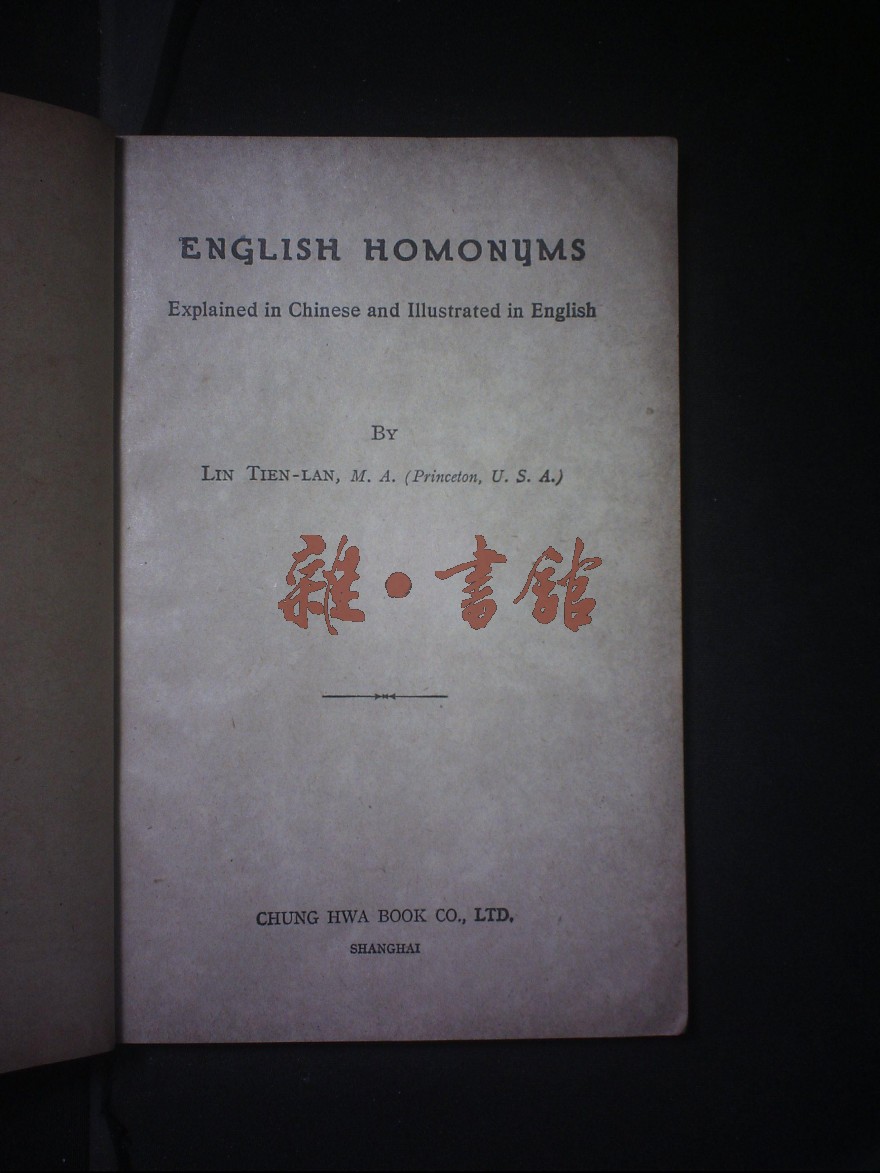 ENGLISH HOMONYMS
Explained in Chinese and Illustrated in English
BY
LIN TIEN-LAN, M. A. (Princeton, U. S. A.)
雜·書館
CHUNG HWA BOOK CO., LTD.
SHANGHAI